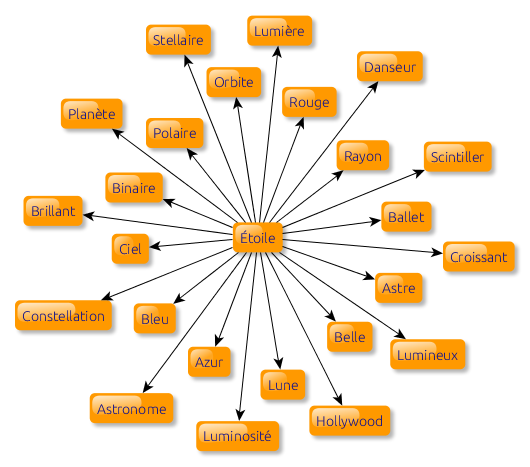 Lumière
Stellaire
Danseur
Orbite
Rouge
Planète
Polaire
Rayon
Scintiller
Binaire
Brillant
Ballet
Étoile
Ciel
Croissant
Astre
Constellation
Bleu
Belle
Lumineux
Azur
Lune
Astronome
Hollywood
Luminosité